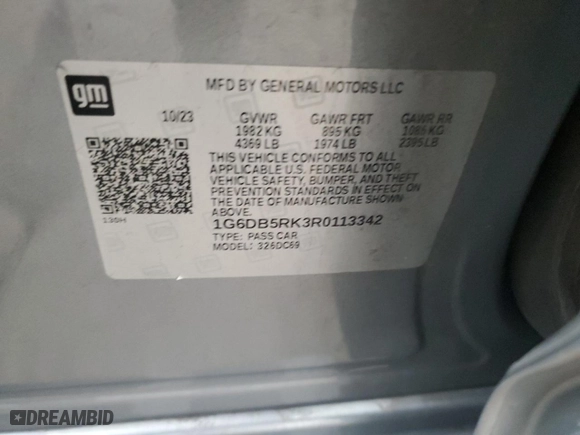 gm
MFD BY GENERAL MOTORS LLC
10/23 GVWR GAWR FRT GAWR RR
1982 KG 895 KG 1086 KG
4369 LB 1974 LB 2395 LB
THIS VEHICLE CONFORMS TO ALL
APPLICABLE U.S. FEDERAL MOTOR
VEHICLE SAFETY, BUMPER, AND THEFT
PREVENTION STANDARDS IN EFFECT ON
THE DATE OF MANUFACTURE SHOWN
ABOVE.
1G6DB5RK3R0113342
TYPE: PASS CAR
MODEL: 326DC69
DREAMBID